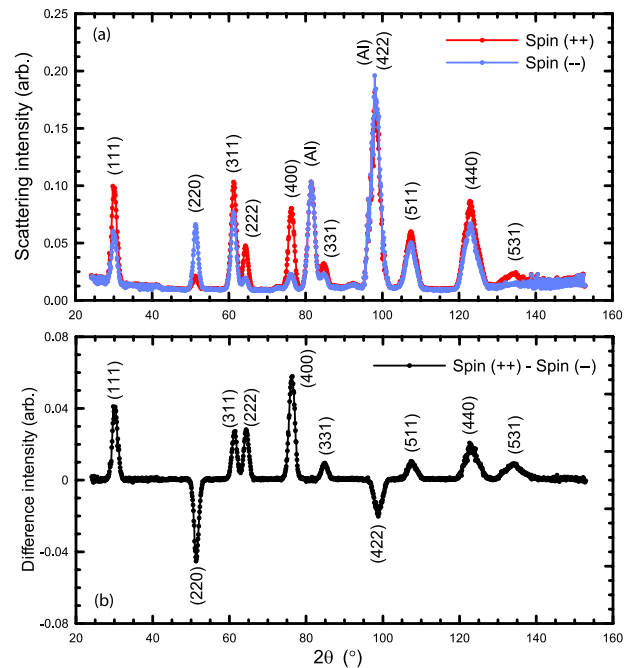 (a)
Spin (++)
Spin (--)
(111)
(220)
(311)
(222)
(400)
(Al)
(331)
(Al)
(422)
(511)
(440)
(531)
Scattering intensity (arb.)
0.25
0.20
0.15
0.10
0.05
0.00
20 40 60 80 100 120 140 160
(b)
Spin (++) - Spin (--)
(111)
(220)
(311)
(222)
(400)
(331)
(422)
(511)
(440)
(531)
Difference intensity (arb.)
0.08
0.04
0
-0.04
-0.08
20 40 60 80 100 120 140 160
2θ (°)